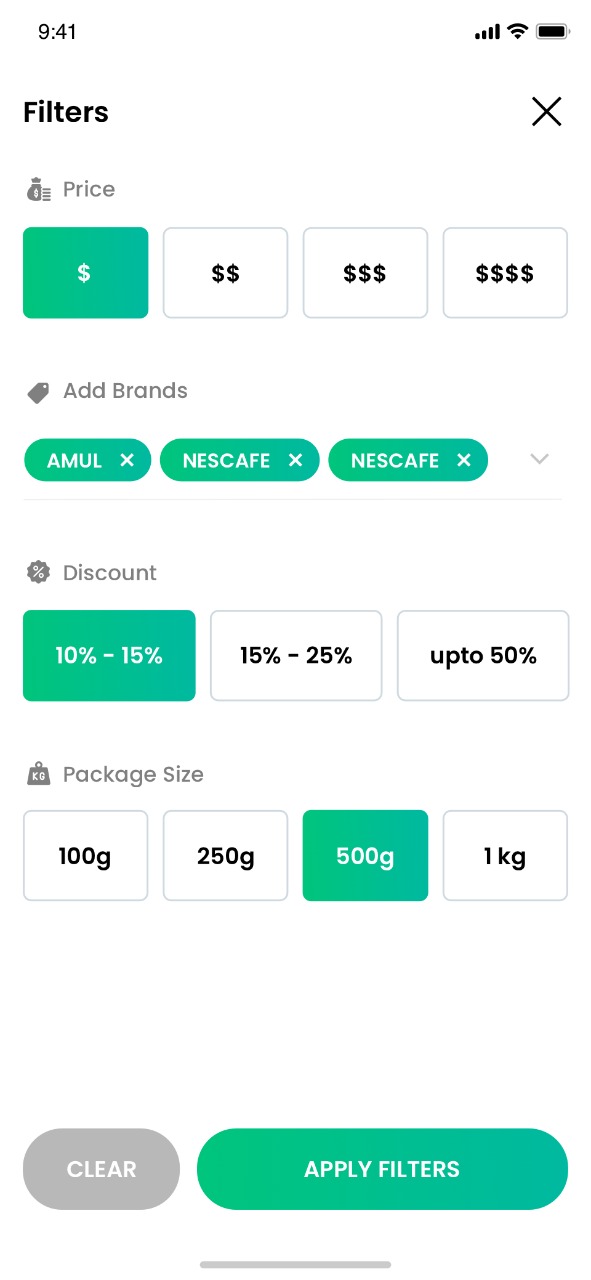 9:41
Filters
Price
$ $$ $$$ $$$$
Add Brands
AMUL NESCAFE NESCAFE
Discount
10% - 15% 15% - 25% upto 50%
KG Package Size
100g 250g 500g 1 kg
CLEAR APPLY FILTERS